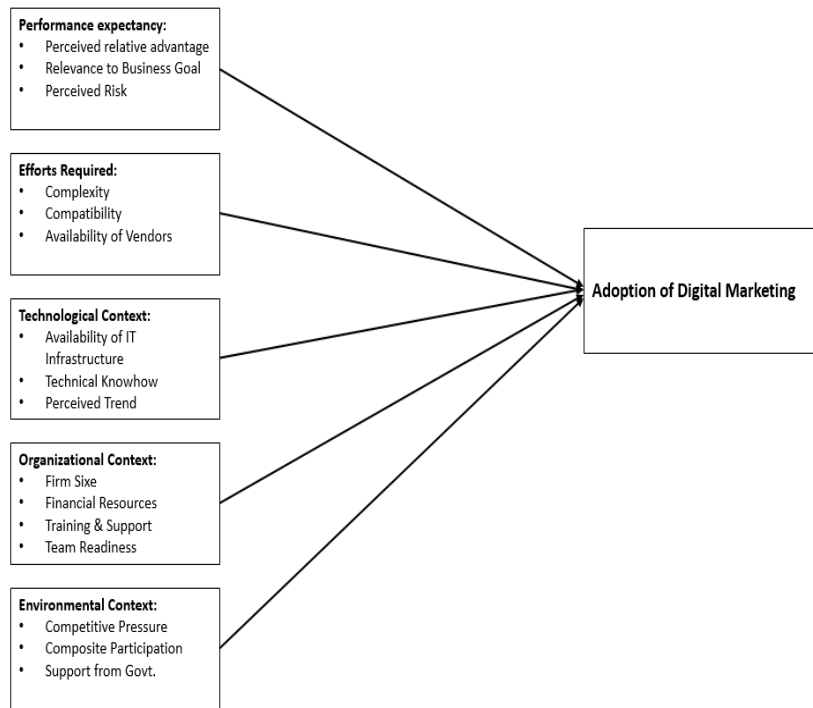 Performance expectancy:
• Perceived relative advantage
• Relevance to Business Goal
• Perceived Risk
Efforts Required:
• Complexity
• Compatibility
• Availability of Vendors
Technological Context:
• Availability of IT
Infrastructure
• Technical Knowhow
• Perceived Trend
Organizational Context:
• Firm Sixe
• Financial Resources
• Training & Support
• Team Readiness
Environmental Context:
• Competitive Pressure
• Composite Participation
• Support from Govt.
Adoption of Digital Marketing